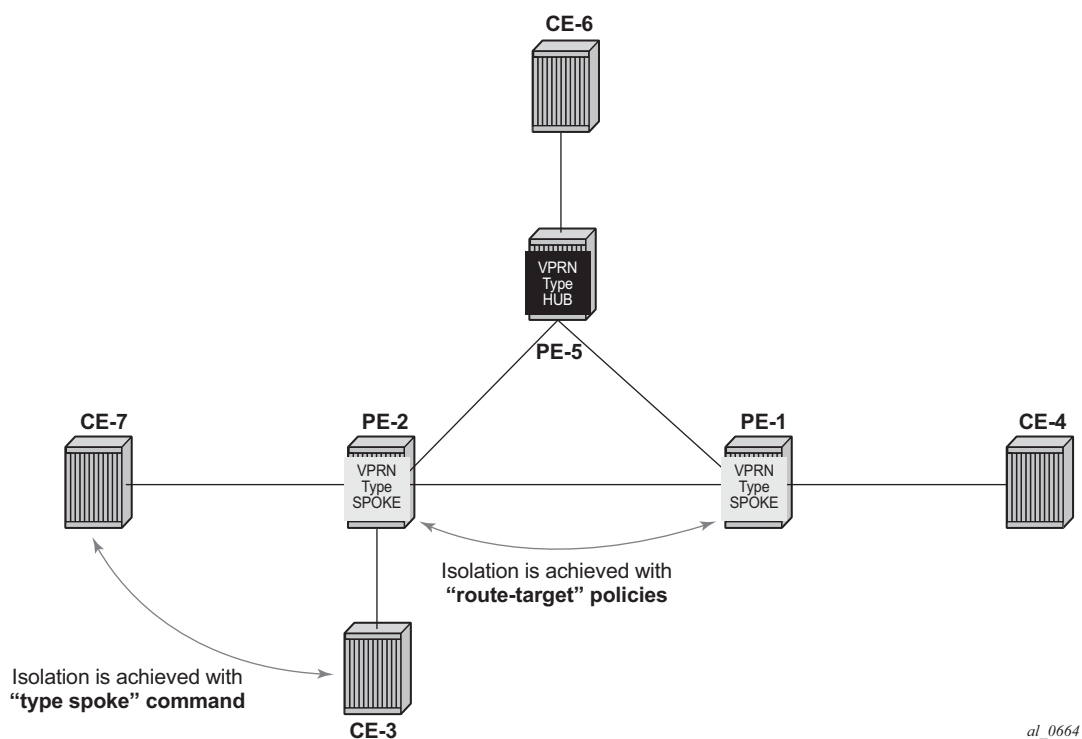 CE-6
VPRN
Type
HUB
PE-5
CE-7
PE-2
PE-1
CE-4
VPRN
Type
SPOKE
VPRN
Type
SPOKE
Isolation is achieved with
“route-target” policies
Isolation is achieved with
“type spoke” command
CE-3
al_0664